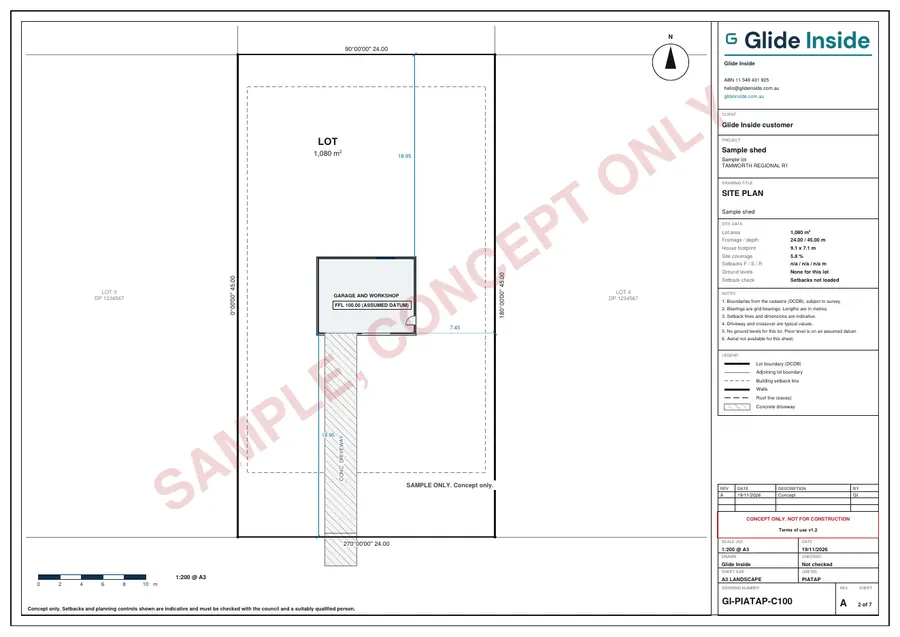 90°00'00" 24.00
N
LOT
1,080 m²
18.95
LOT 3
DP 1234567
0°00'00" 45.00
GARAGE AND WORKSHOP
FFL 100.00 (ASSUMED DATUM)
7.45
180°00'00" 45.00
LOT 4
DP 1234567
CONC. DRIVEWAY
SAMPLE ONLY. Concept only.
270°00'00" 24.00
SAMPLE, CONCEPT ONLY
0 2 4 6 8 10 m
1:200 @ A3
Concept only. Setbacks and planning controls shown are indicative and must be checked with the council and a suitably qualified person.
Glide Inside
Glide Inside
ABN 11 548 431 925
hello@glideinside.com.au
glideinside.com.au
CLIENT
Glide Inside customer
PROJECT
Sample shed
Sample lot
TAMWORTH REGIONAL R1
DRAWING TITLE
SITE PLAN
Sample shed
SITE DATA
Lot area 1,080 m²
Frontage / depth 24.00 / 45.00 m
House footprint 9.1 x 7.1 m
Site coverage 5.8 %
Setbacks F / S / R n/a / n/a / n/a m
Ground levels None for this lot
Setback check Setbacks not loaded
NOTES
1. Boundaries from the cadastre (DCDB), subject to survey.
2. Bearings are grid bearings. Lengths are in metres.
3. Setback lines and dimensions are indicative.
4. Driveway and crossover are typical values.
5. No ground levels for this lot. Floor level is on an assumed datum.
6. Aerial not available for this sheet.
LEGEND
Lot boundary (DCDB)
Adjoining lot boundary
Building setback line
Walls
Roof line (eaves)
Concrete driveway
REV DATE DESCRIPTION BY
A 19/11/2026 Concept GI
CONCEPT ONLY, NOT FOR CONSTRUCTION
Terms of use v1.2
DATE
1:200 @ A3 19/11/2026
DRAWN CHECKED
Glide Inside Not checked
SHEET SIZE JOB NO.
A3 LANDSCAPE PIATAP
DRAWING NUMBER REV SHEET
GI-PIATAP-C100 A 2 of 7